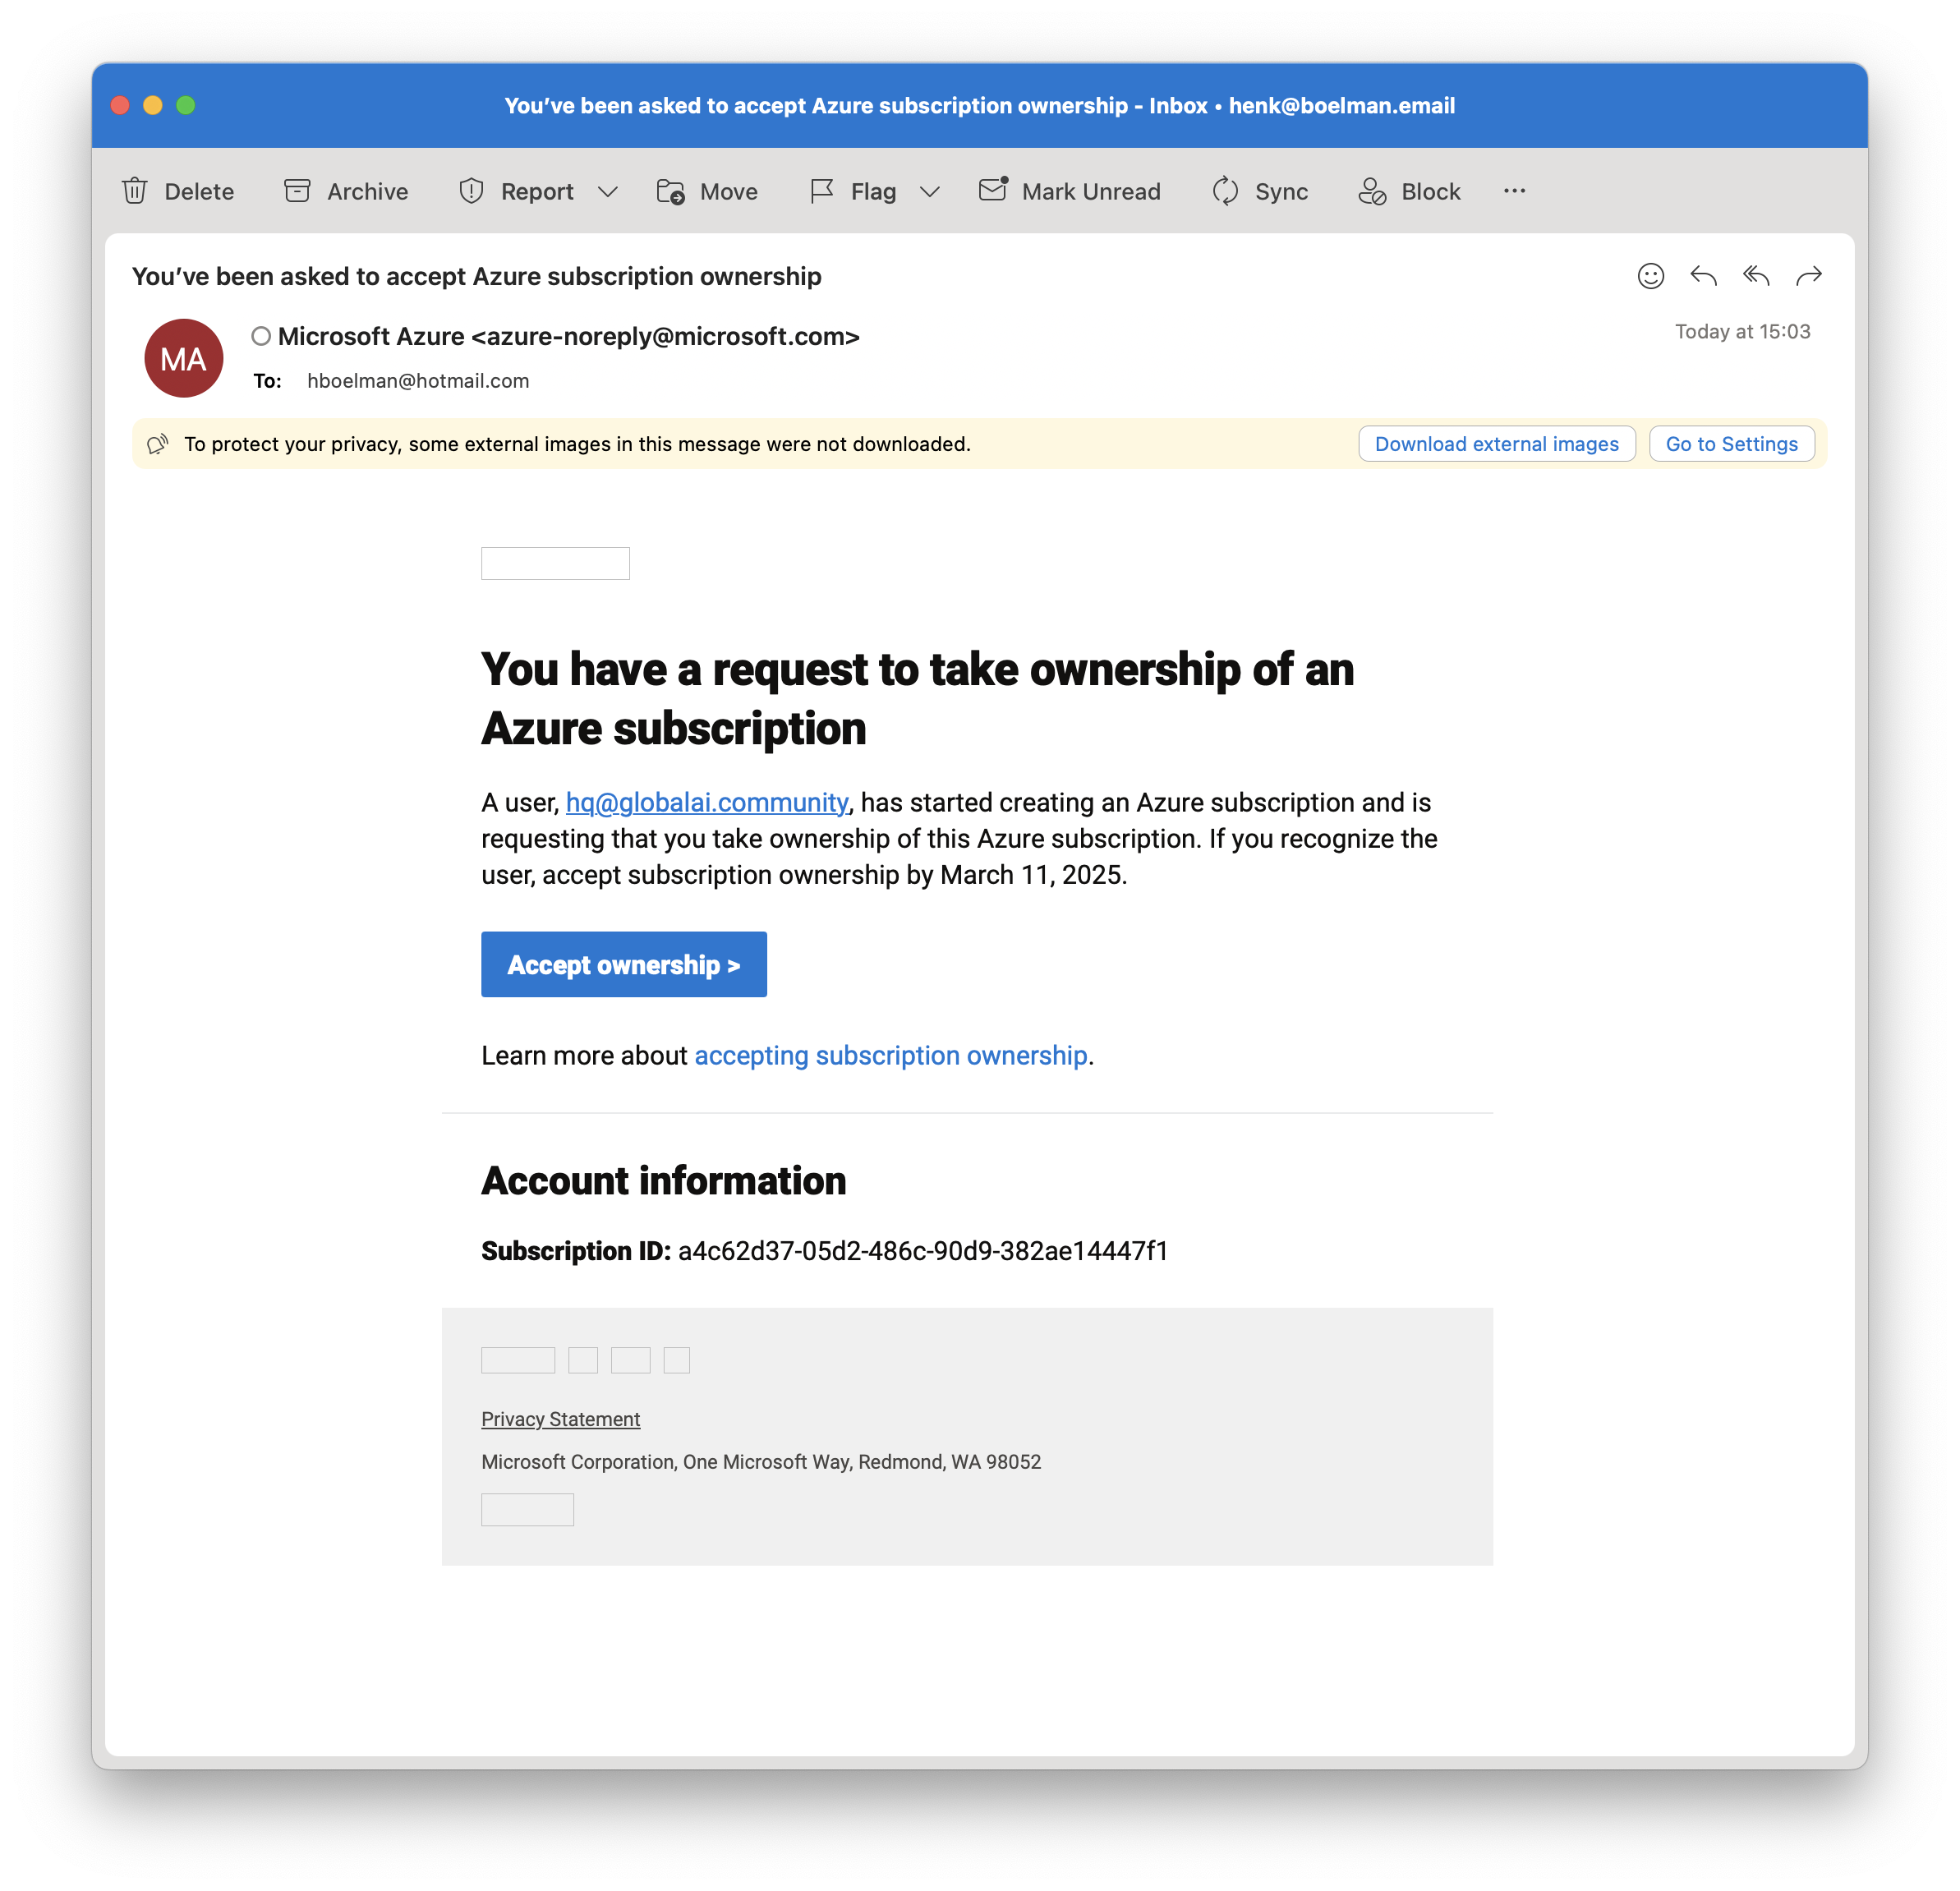 You’ve been asked to accept Azure subscription ownership - Inbox • henk@boelman.email
Delete Archive Report Move Flag Mark Unread Sync Block ···
You’ve been asked to accept Azure subscription ownership
MA
Microsoft Azure <azure-noreply@microsoft.com>
Today at 15:03
To: hboelman@hotmail.com
To protect your privacy, some external images in this message were not downloaded. Download external images Go to Settings
You have a request to take ownership of an
Azure subscription
A user, hq@globalai.community, has started creating an Azure subscription and is
requesting that you take ownership of this Azure subscription. If you recognize the
user, accept subscription ownership by March 11, 2025.
Accept ownership >
Learn more about accepting subscription ownership.
Account information
Subscription ID: a4c62d37-05d2-486c-90d9-382ae14447f1
Privacy Statement
Microsoft Corporation, One Microsoft Way, Redmond, WA 98052